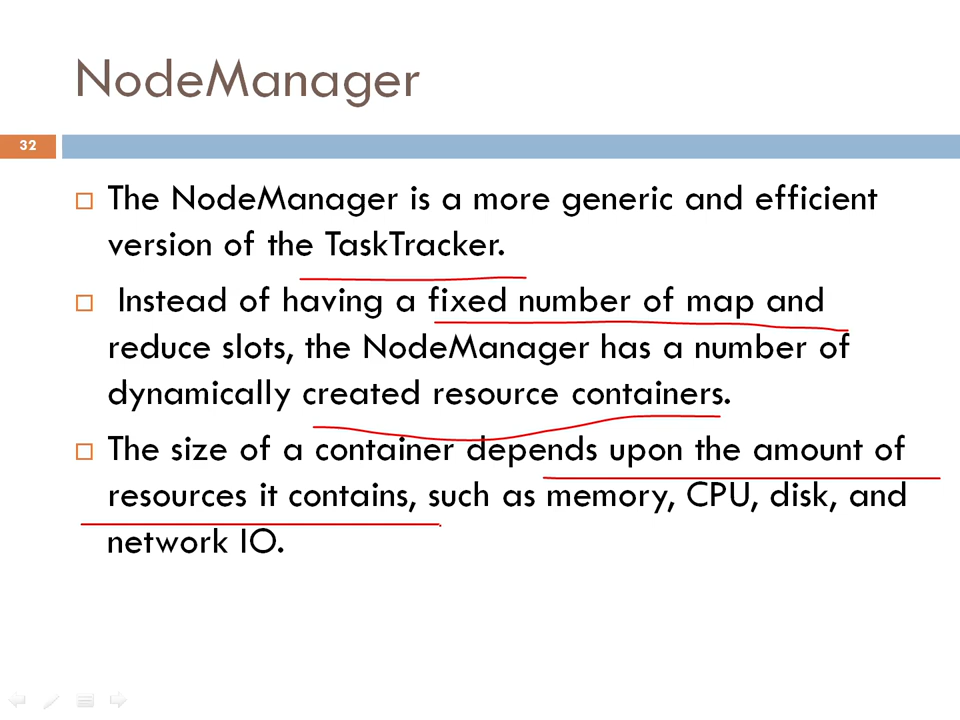 NodeManager
32
The NodeManager is a more generic and efficient
version of the TaskTracker.
Instead of having a fixed number of map and
reduce slots, the NodeManager has a number of
dynamically created resource containers.
The size of a container depends upon the amount of
resources it contains, such as memory, CPU, disk, and
network IO.